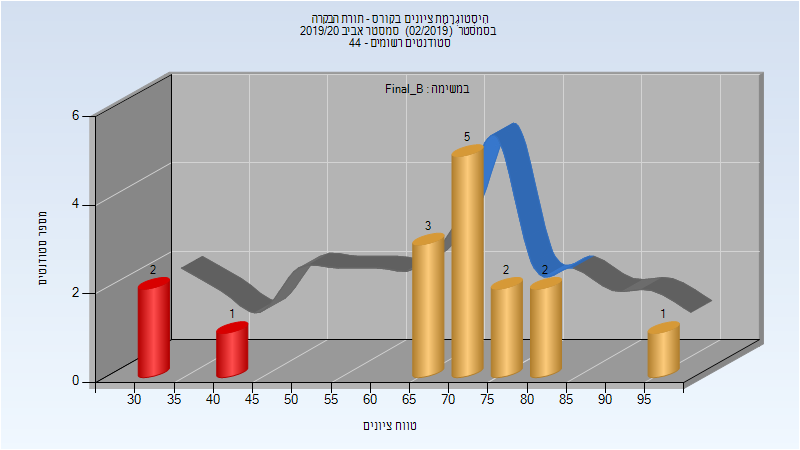 היסטוגרמת ציונים בקורס - תורת הבקרה
בסמסטר (02/2019) סמסטר אביב 2019/20
סטודנטים רשומים - 44
במשימה : Final_B
מספר סטודנטים
6
4
2
0
2
1
3
5
2
2
1
30 35 40 45 50 55 60 65 70 75 80 85 90 95
טווח ציונים